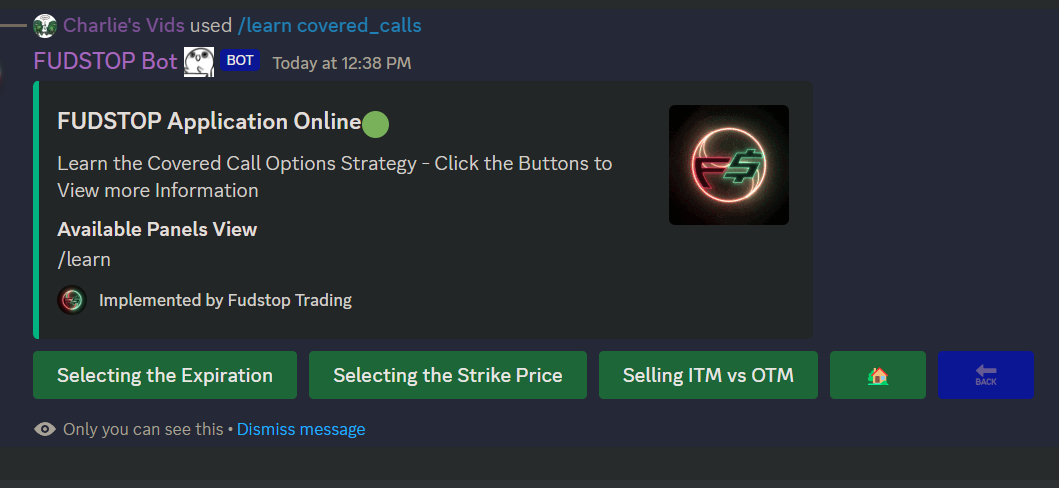 Charlie's Vids used /learn covered_calls
FUDSTOP Bot BOT Today at 12:38 PM
FUDSTOP Application Online
Learn the Covered Call Options Strategy - Click the Buttons to
View more Information
Available Panels View
/learn
F$
Implemented by Fudstop Trading
Selecting the Expiration Selecting the Strike Price Selling ITM vs OTM BACK
Only you can see this • Dismiss message